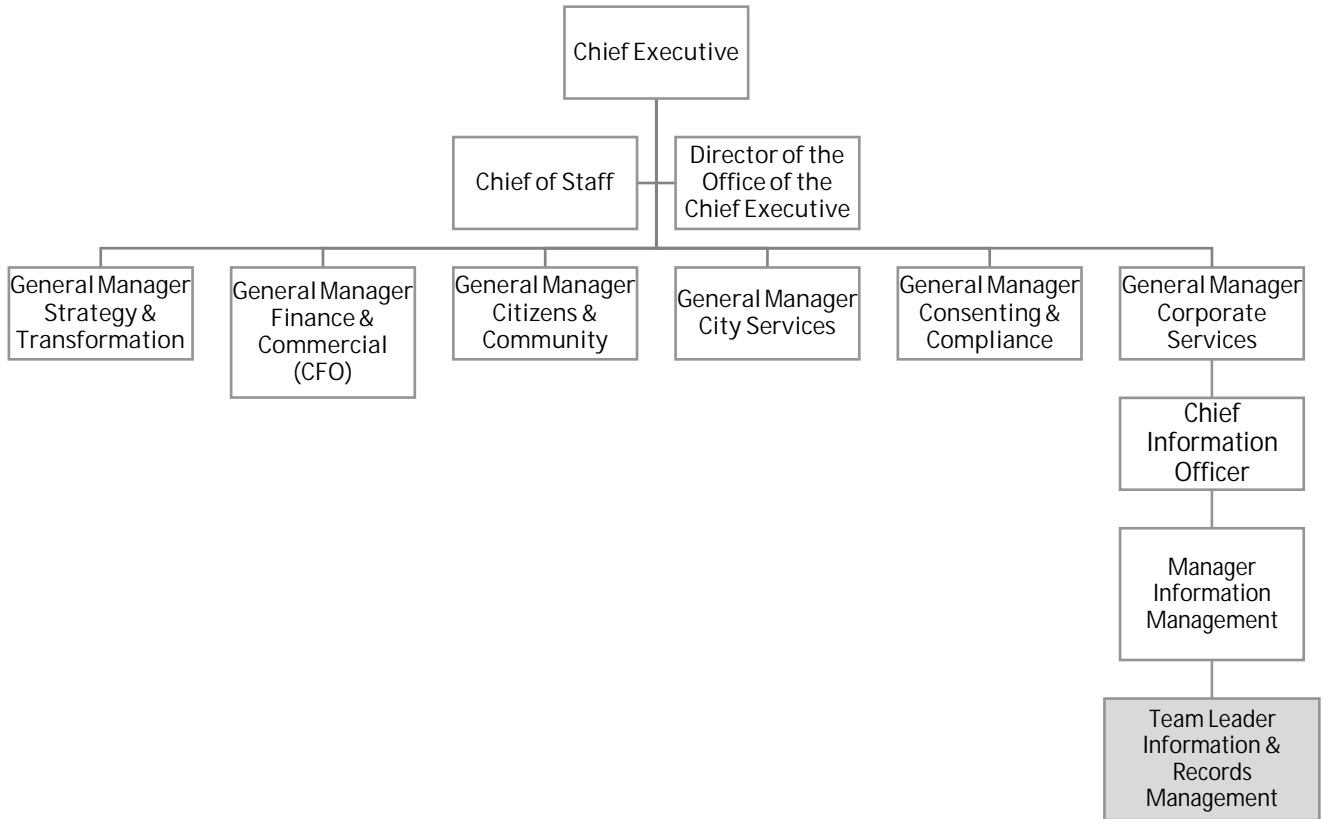 Chief Executive
Chief of Staff
Director of the
Office of the
Chief Executive
General Manager
Strategy &
Transformation
General Manager
Finance &
Commercial
(CFO)
General Manager
Citizens &
Community
General Manager
City Services
General Manager
Consenting &
Compliance
General Manager
Corporate
Services
Chief
Information
Officer
Manager
Information
Management
Team Leader
Information &
Records
Management